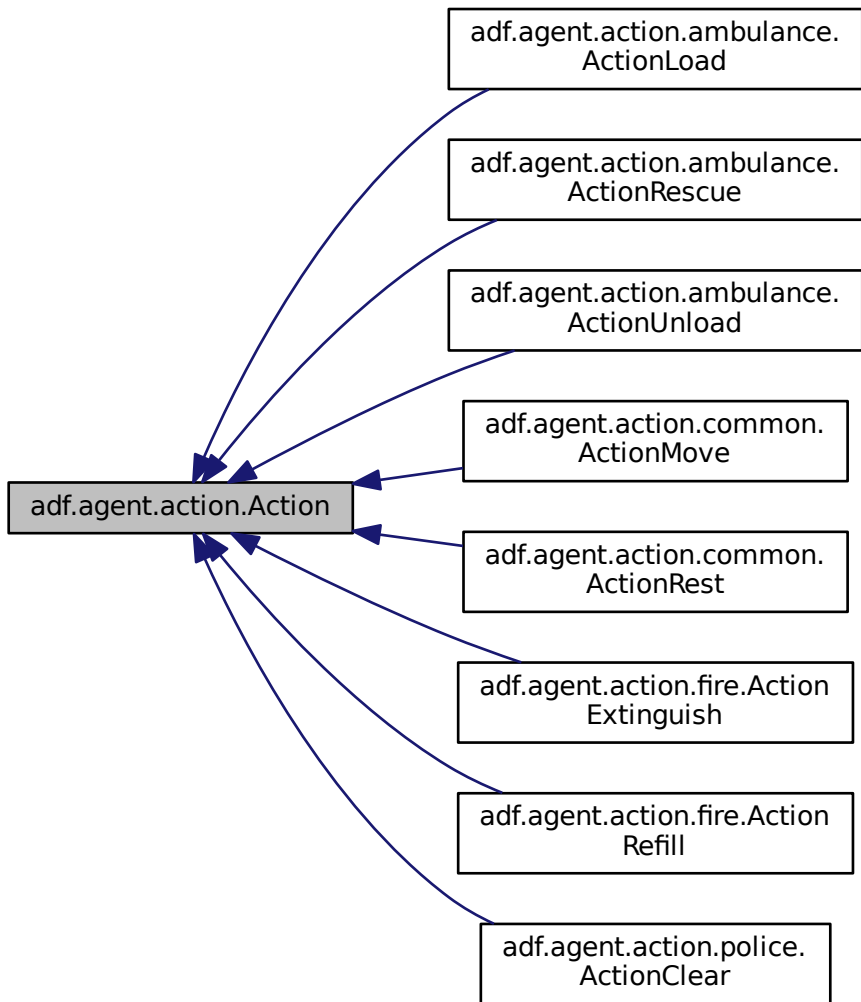 adf.agent.action.ambulance.
ActionLoad
adf.agent.action.ambulance.
ActionRescue
adf.agent.action.ambulance.
ActionUnload
adf.agent.action.common.
ActionMove
adf.agent.action.Action
adf.agent.action.common.
ActionRest
adf.agent.action.fire.Action
Extinguish
adf.agent.action.fire.Action
Refill
adf.agent.action.police.
ActionClear